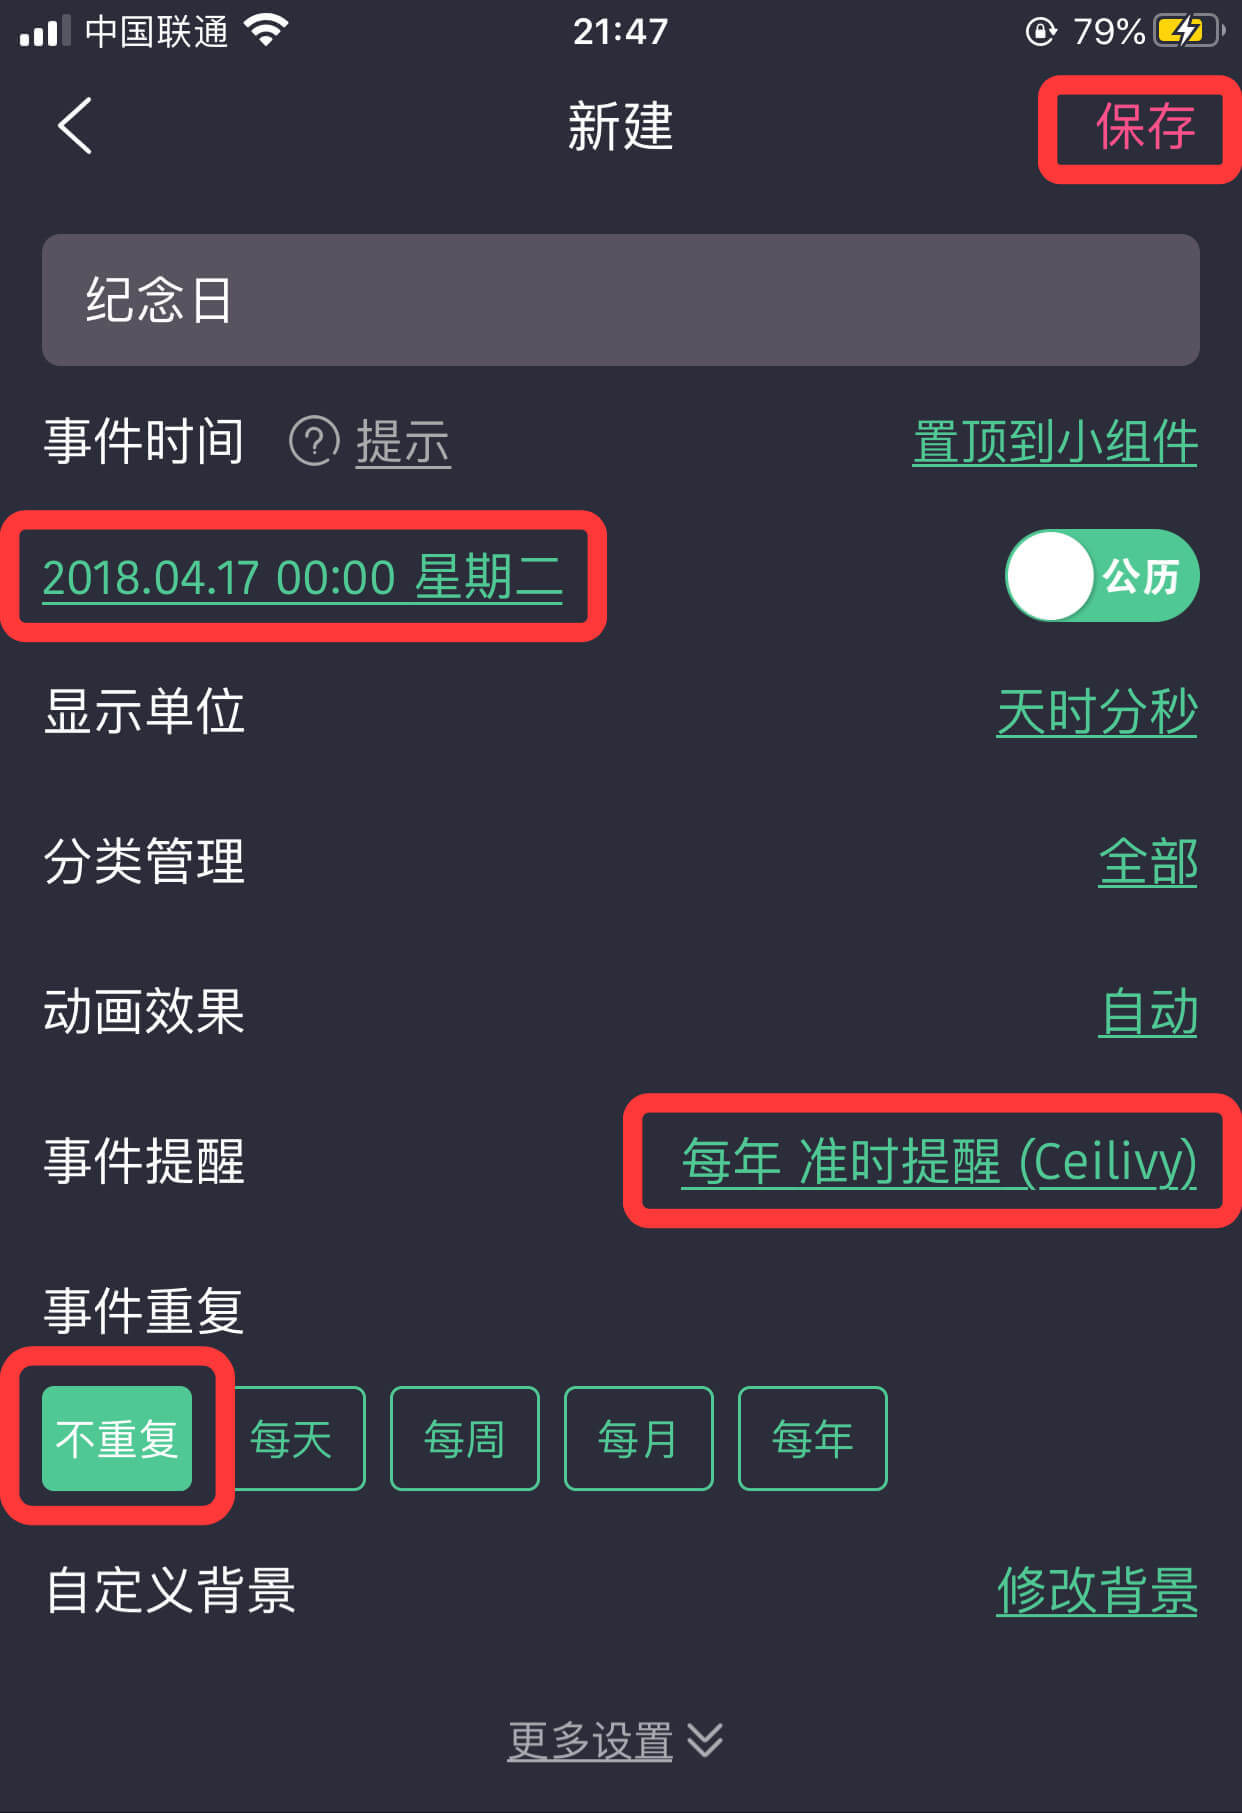 中国联通 21:47 79%
新建 保存
纪念日
事件时间 ? 提示 置顶到小组件
2018.04.17 00:00 星期二 公历
显示单位 天时分秒
分类管理 全部
动画效果 自动
事件提醒 每年 准时提醒 (Ceilivy)
事件重复
不重复 每天 每周 每月 每年
自定义背景 修改背景
更多设置